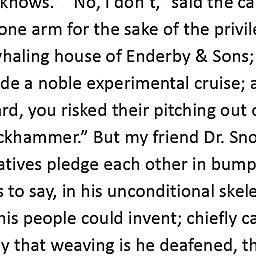 knows." "No, I don't," said the ca
one arm for the sake of the privile
haling house of Enderby & Sons;
de a noble experimental cruise; a
rd, you risked their pitching out o
ckhammer.” But my friend Dr. Sno
atives pledge each other in bump
s to say, in his unconditional skele
his people could invent; chiefly ca
y that weaving is he deafened, th